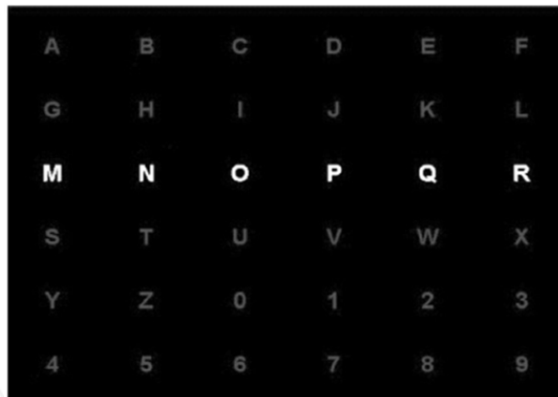 A B C D E F
G H I J K L
M N O P Q R
S T U V W X
Y Z 0 1 2 3
4 5 6 7 8 9